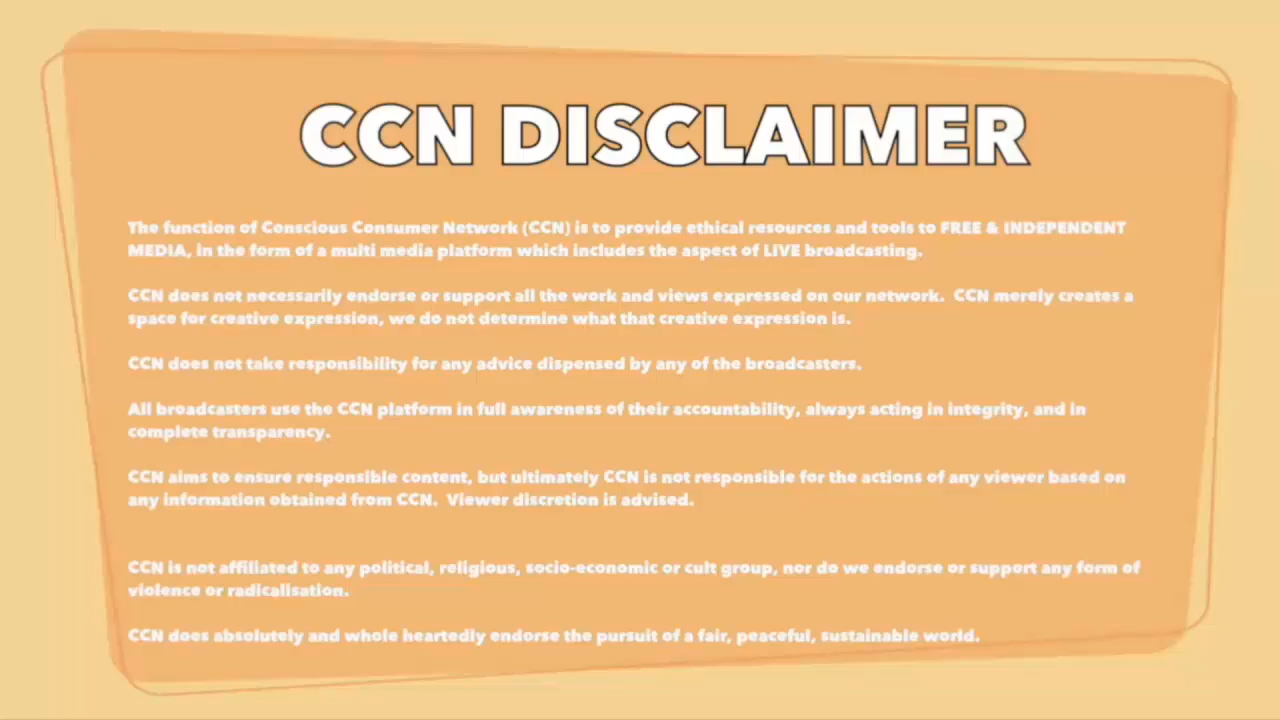 CCN DISCLAIMER
The function of Conscious Consumer Network (CCN) is to provide ethical resources and tools to FREE & INDEPENDENT
MEDIA, in the form of a multi media platform which includes the aspect of LIVE broadcasting.
CCN does not necessarily endorse or support all the work and views expressed on our network.  CCN merely creates a
space for creative expression, we do not determine what that creative expression is.
CCN does not take responsibility for any advice dispensed by any of the broadcasters.
All broadcasters use the CCN platform in full awareness of their accountability, always acting in integrity, and in
complete transparency.
CCN aims to ensure responsible content, but ultimately CCN is not responsible for the actions of any viewer based on
any information obtained from CCN.  Viewer discretion is advised.
CCN is not affiliated to any political, religious, socio-economic or cult group, nor do we endorse or support any form of
violence or radicalisation.
CCN does absolutely and whole heartedly endorse the pursuit of a fair, peaceful, sustainable world.